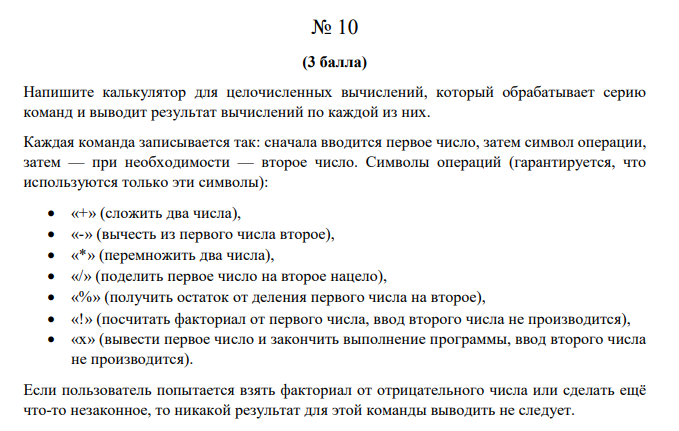 № 10
(3 балла)
Напишите калькулятор для целочисленных вычислений, который обрабатывает серию
команд и выводит результат вычислений по каждой из них.
Каждая команда записывается так: сначала вводится первое число, затем символ операции,
затем — при необходимости — второе число. Символы операций (гарантируется, что
используются только эти символы):
• «+» (сложить два числа),
• «-» (вычесть из первого числа второе),
• «*» (перемножить два числа),
• «/» (поделить первое число на второе нацело),
• «%» (получить остаток от деления первого числа на второе),
• «!» (посчитать факториал от первого числа, ввод второго числа не производится),
• «x» (вывести первое число и закончить выполнение программы, ввод второго числа
не производится).
Если пользователь попытается взять факториал от отрицательного числа или сделать ещё
что-то незаконное, то никакой результат для этой команды выводить не следует.